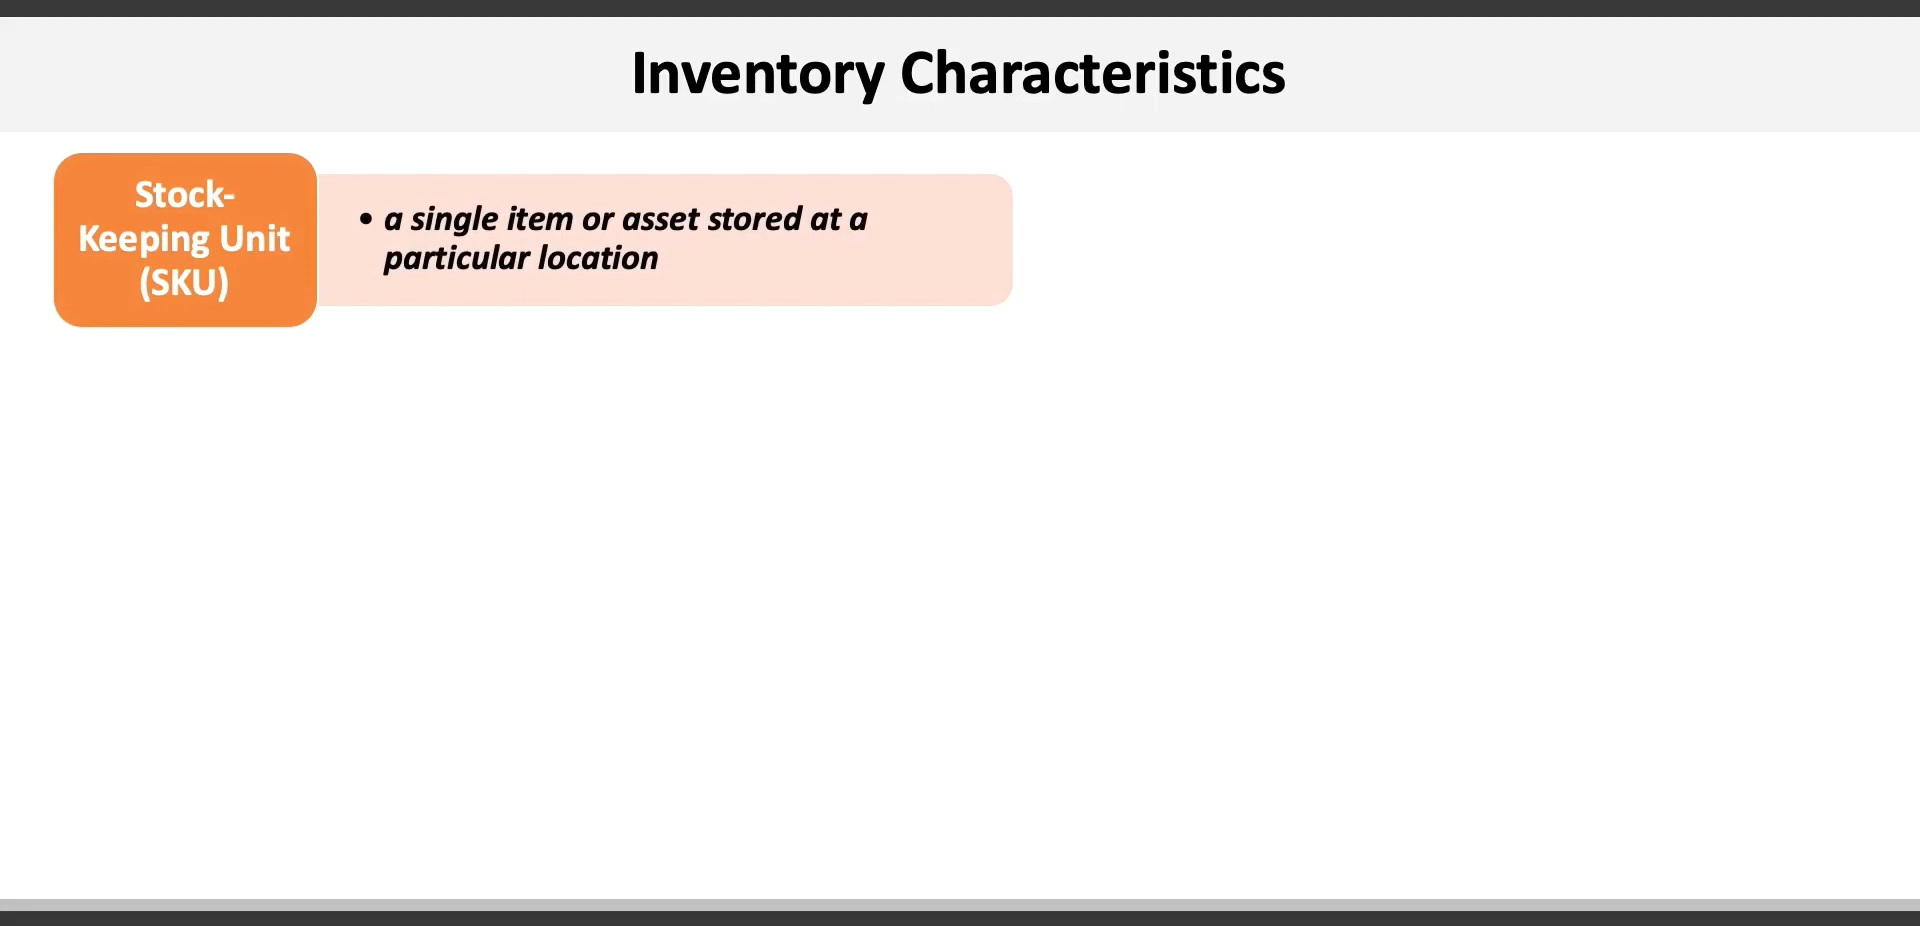 Inventory Characteristics
Stock-
Keeping Unit
(SKU)
• a single item or asset stored at a
particular location